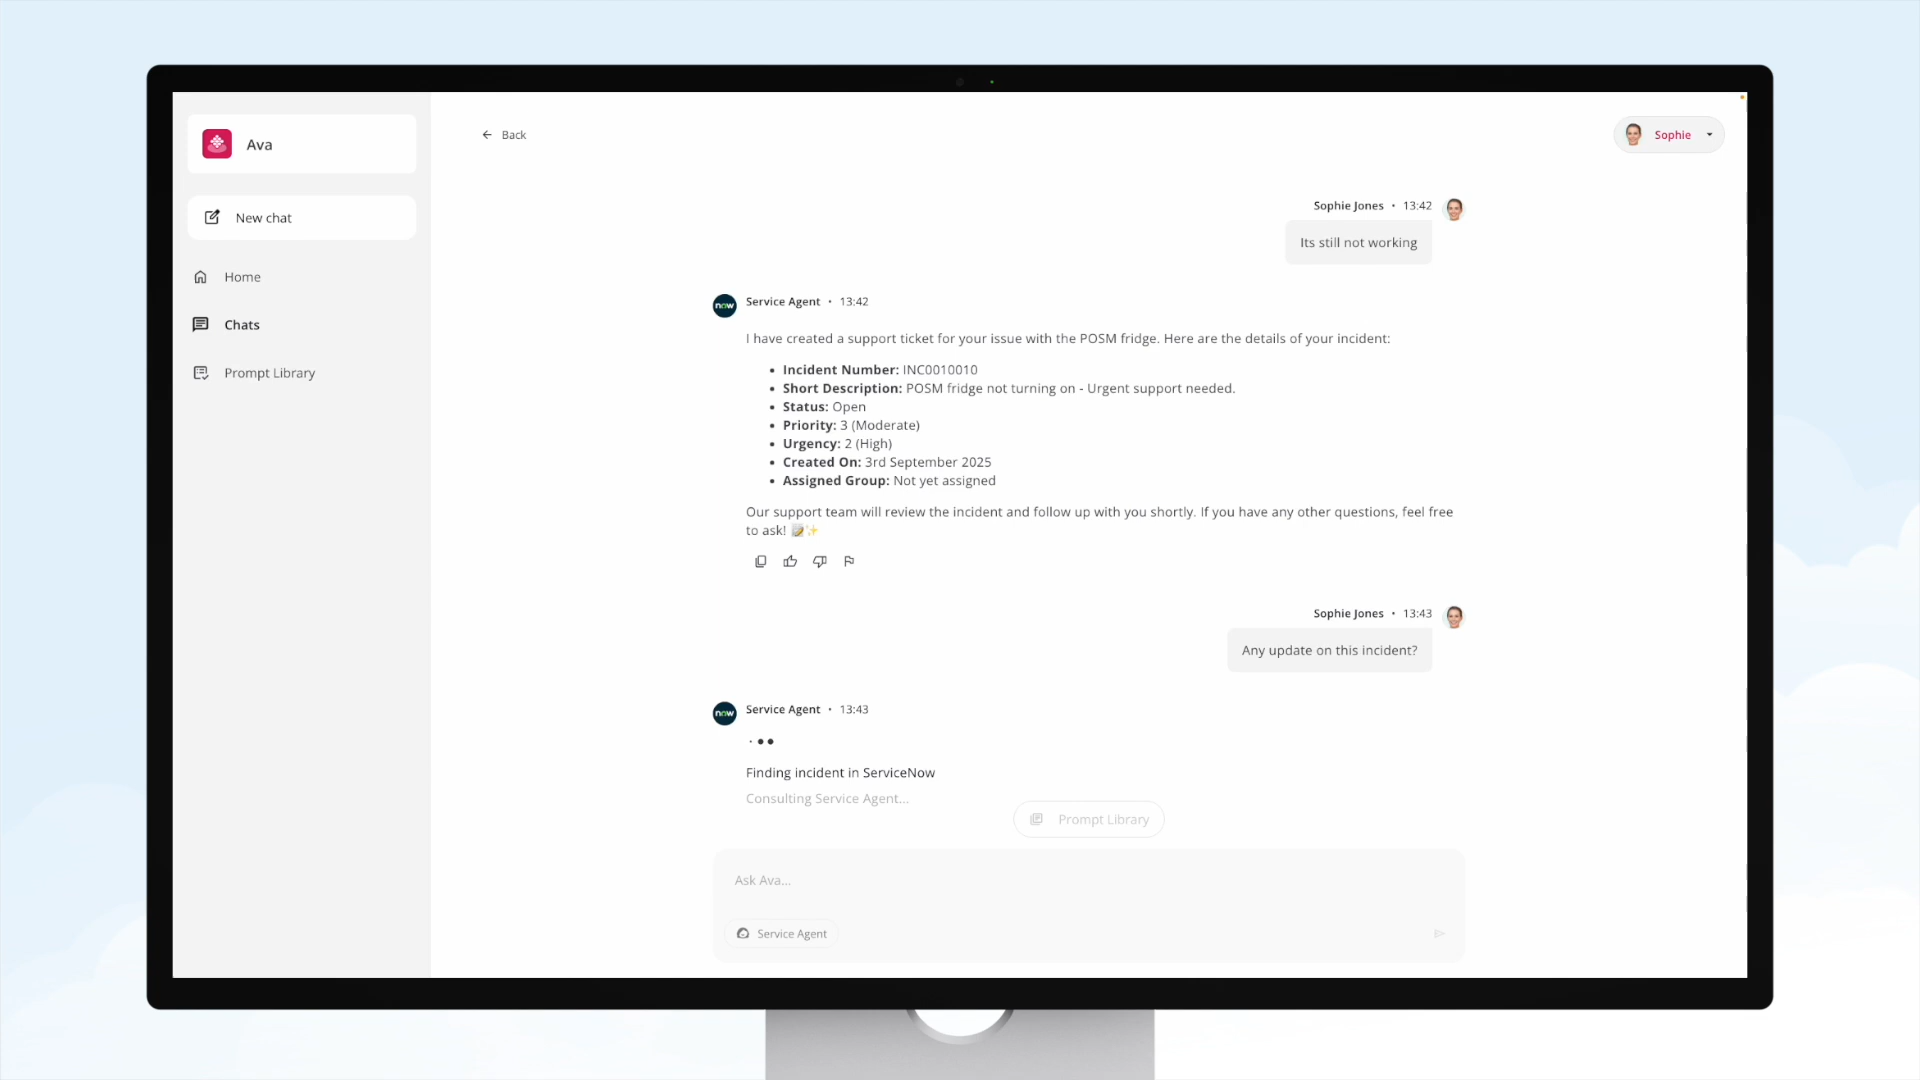 Ava
New chat
Home
Chats
Prompt Library
Back
Sophie
Sophie Jones • 13:42
Its still not working
now
Service Agent • 13:42
I have created a support ticket for your issue with the POSM fridge. Here are the details of your incident:
• Incident Number: INC0010010
• Short Description: POSM fridge not turning on - Urgent support needed.
• Status: Open
• Priority: 3 (Moderate)
• Urgency: 2 (High)
• Created On: 3rd September 2025
• Assigned Group: Not yet assigned
Our support team will review the incident and follow up with you shortly. If you have any other questions, feel free
to ask! 📝✨
Sophie Jones • 13:43
Any update on this incident?
now
Service Agent • 13:43
Finding incident in ServiceNow
Consulting Service Agent...
Prompt Library
Ask Ava...
Service Agent